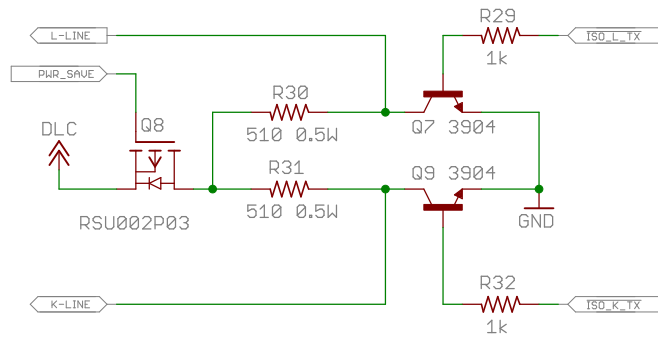 R29
L-LINE
ISO_L_TX
1k
PWR_SAVE
R30
DLC
Q8
510 0.5W
Q7 3904
R31
Q9 3904
510 0.5W
RSU002P03
GND
R32
K-LINE
ISO_K_TX
1k